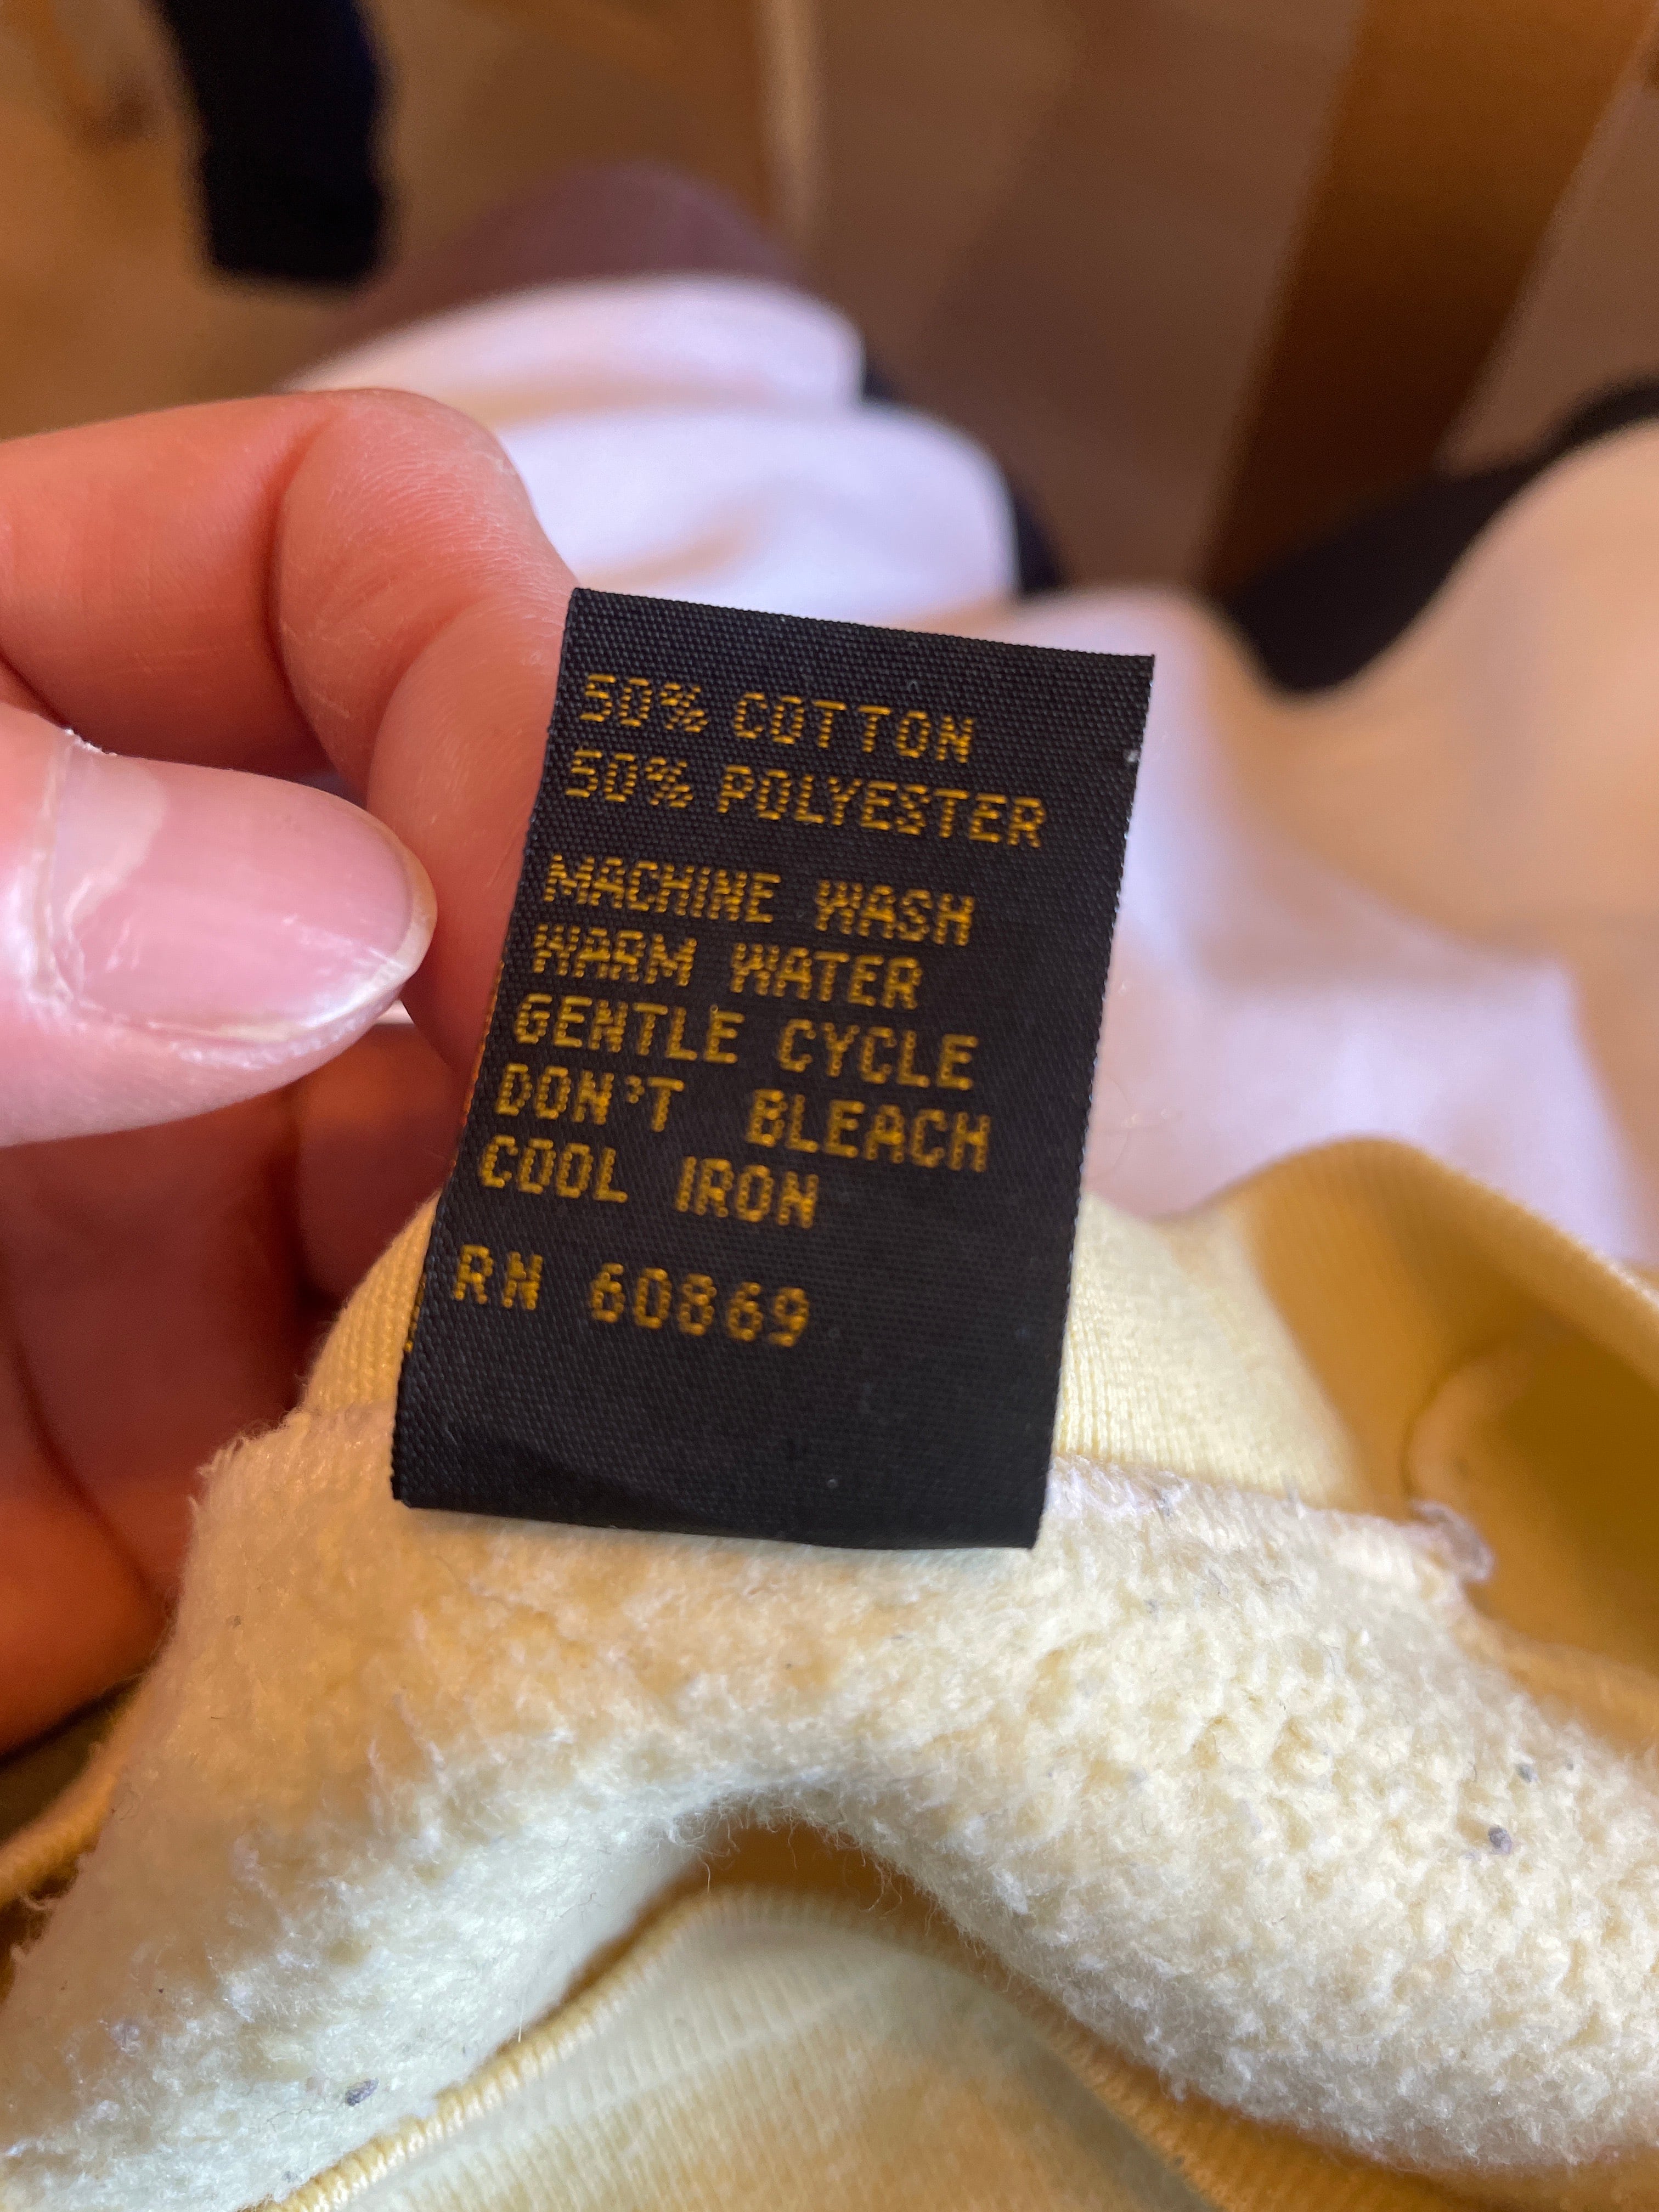 50% COTTON
50% POLYESTER
MACHINE WASH
WARM WATER
GENTLE CYCLE
DON'T BLEACH
COOL IRON
RN 60869